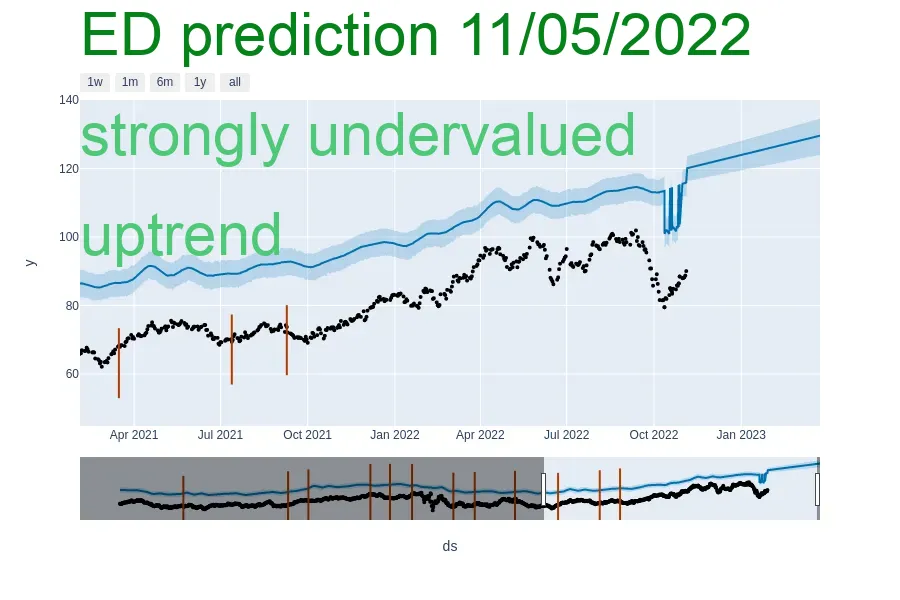 ED prediction 11/05/2022
1w 1m 6m 1y all
140
strongly undervalued
120
uptrend
100
y
80
60
Apr 2021 Jul 2021 Oct 2021 Jan 2022 Apr 2022 Jul 2022 Oct 2022 Jan 2023
ds